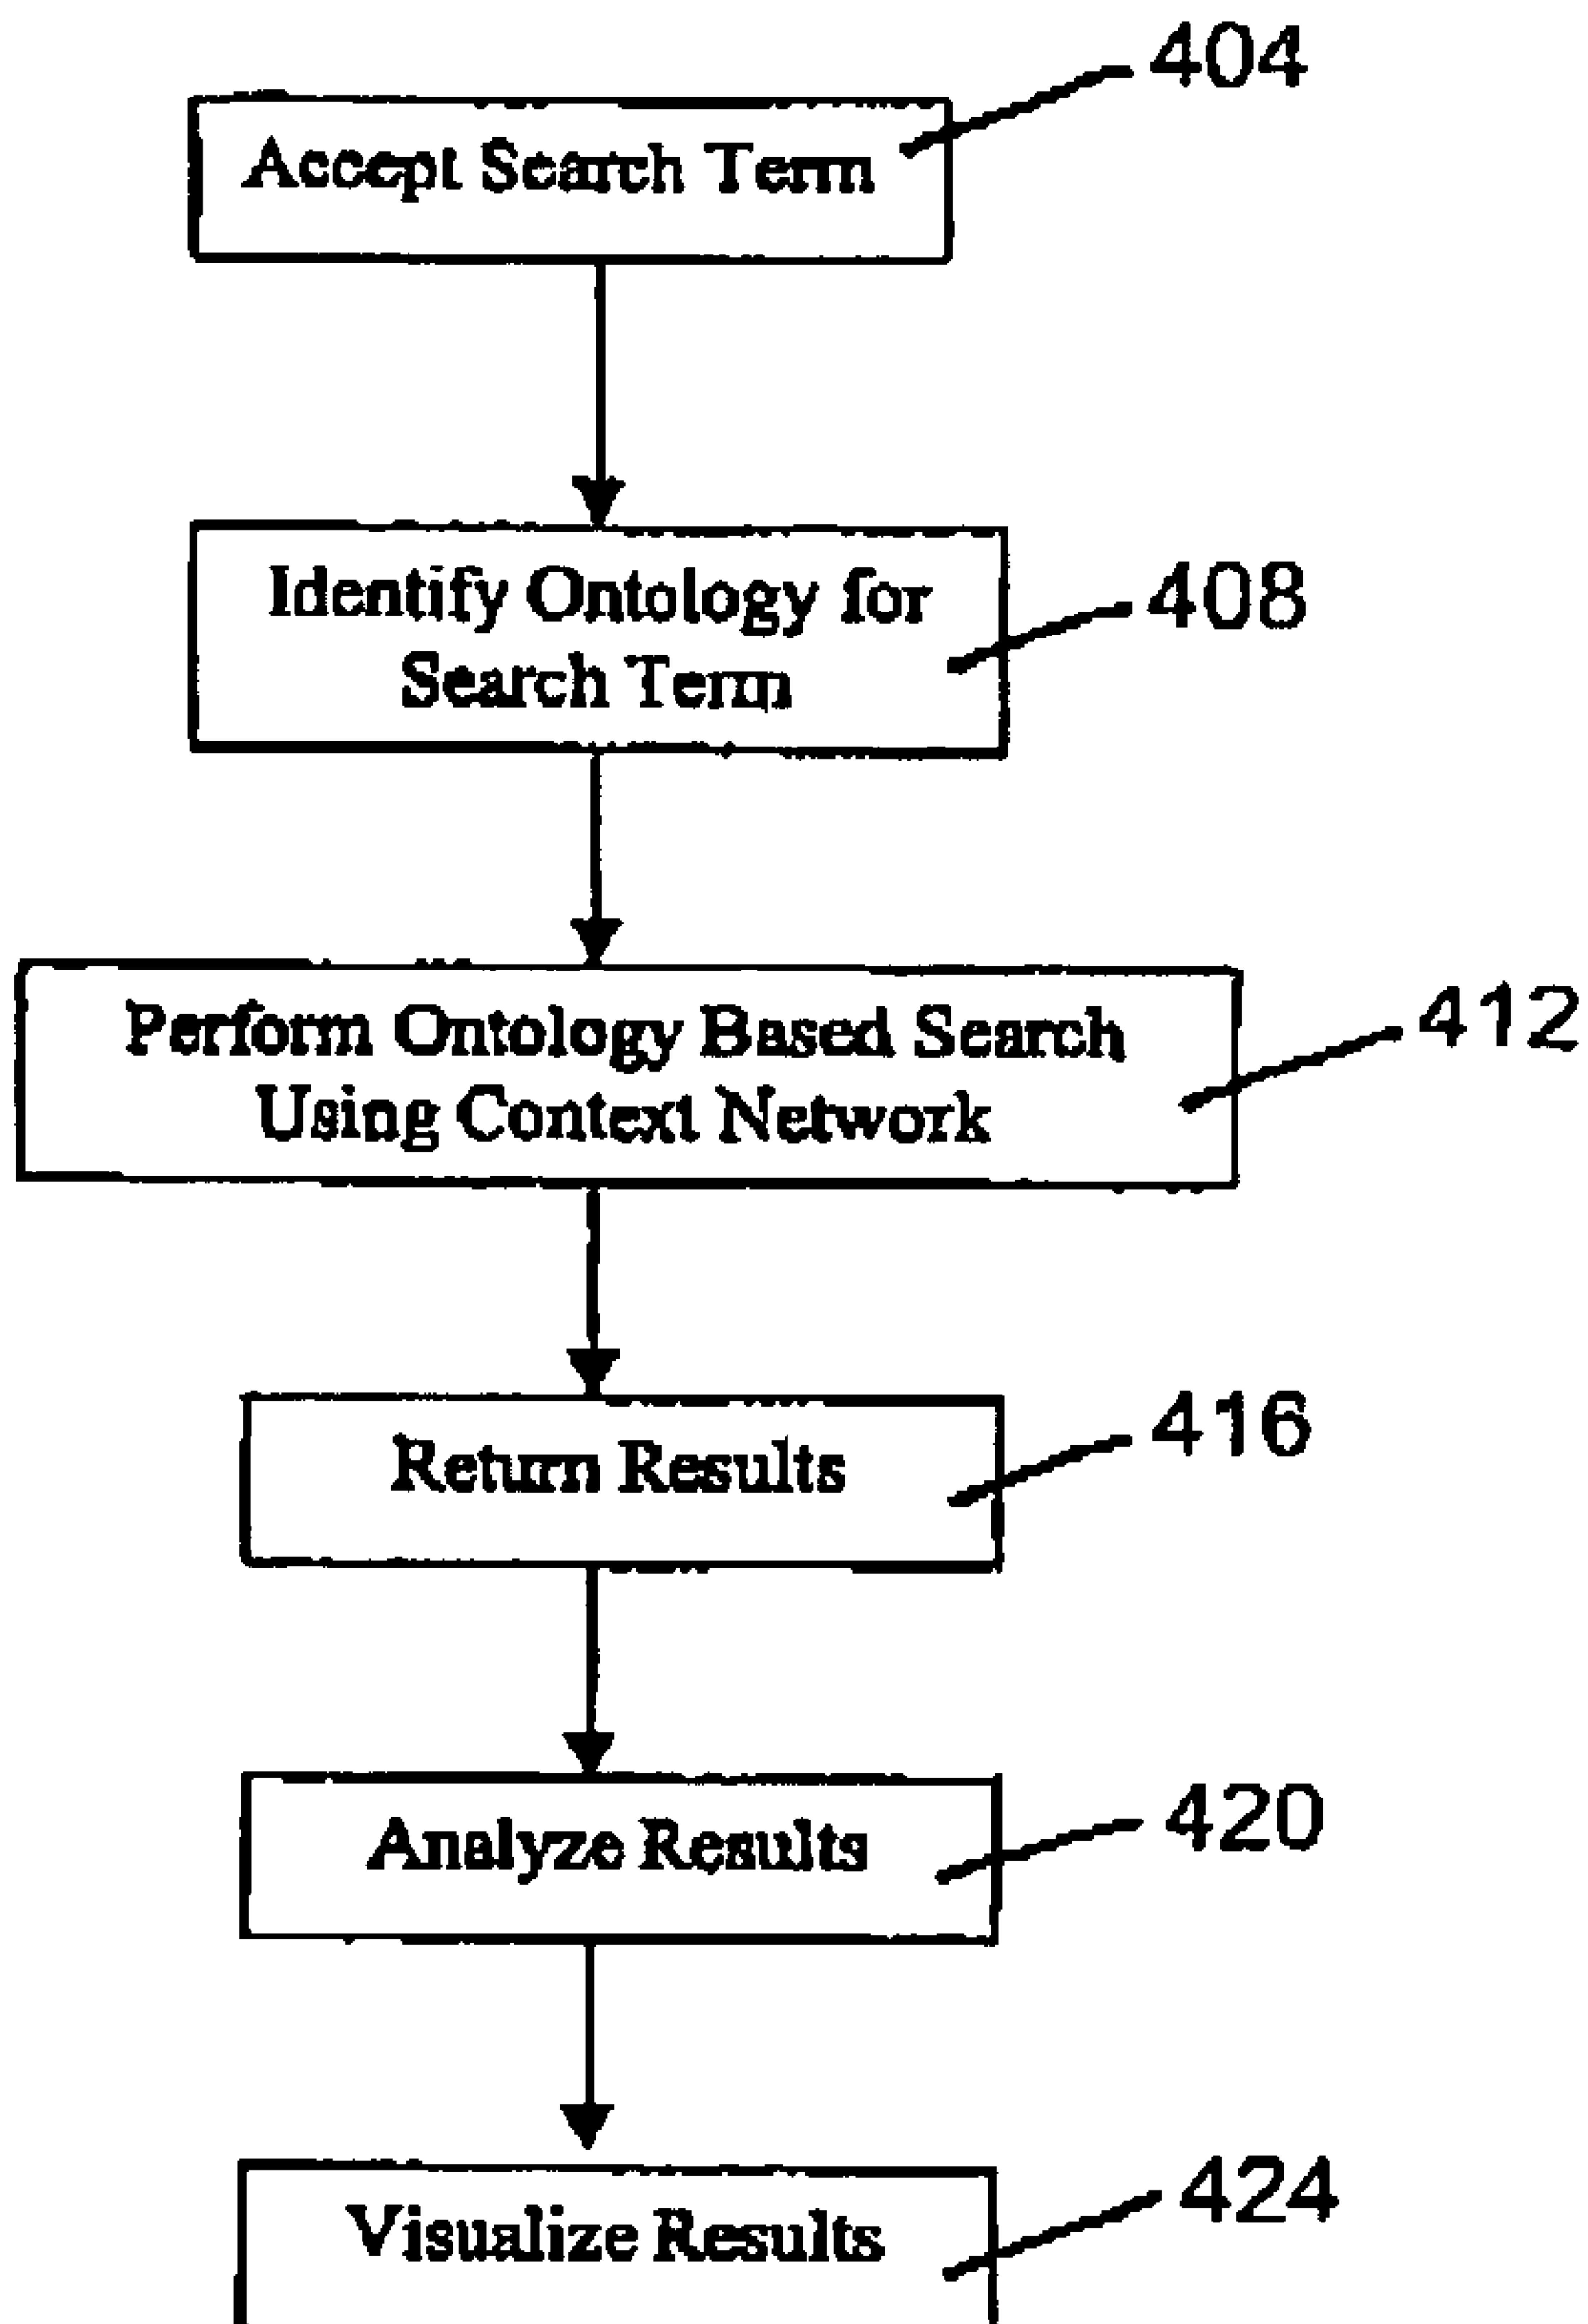 404
Accept Search Term
Identify Ontology for
Search Term
408
Perform Ontology Based Search
Using Context Network
412
Return Results
416
Analyze Results
420
Visualize Results
424